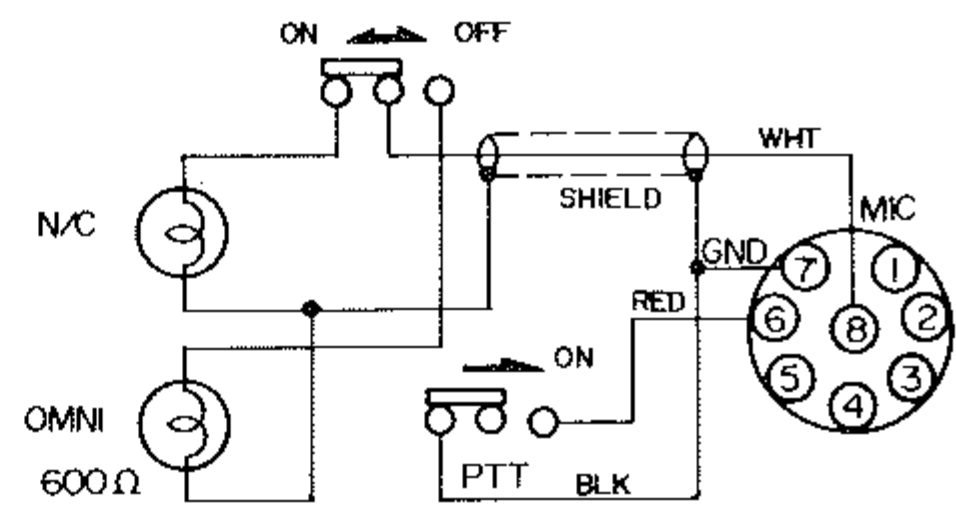 ON OFF
WHT
SHIELD
MIC
N/C
GND
7 1
RED
6 8 2
ON
5 3
4
OMNI
600Ω
PTT
BLK